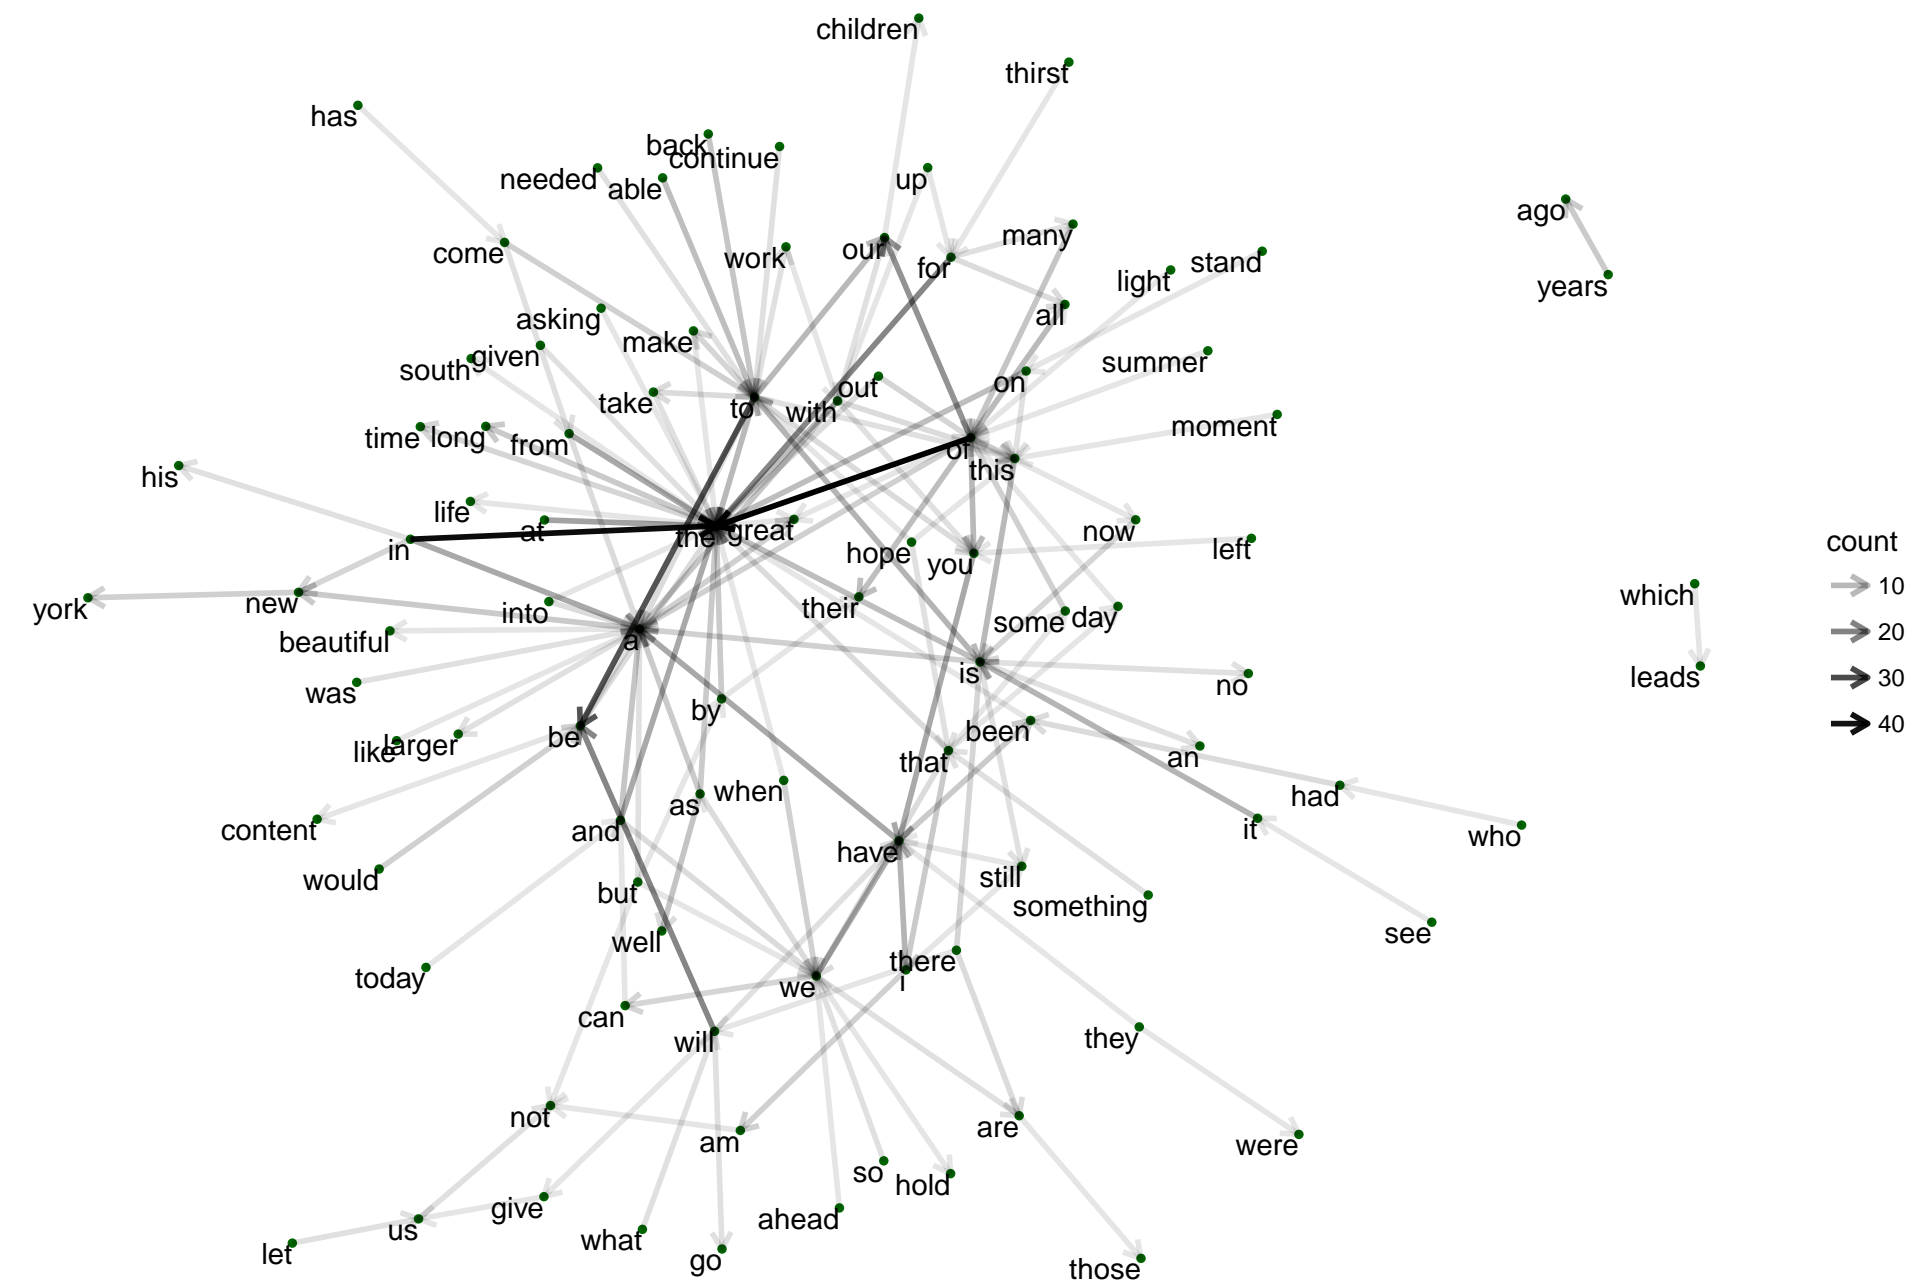 children
thirst
has
back
continue
needed
able
up
ago
come
work
our
for
many
light
stand
years
asking
make
all
south
given
take
to
with
out
on
summer
time
long
from
of
this
moment
his
life
in
at
the
great
hope
you
now
left
york
new
into
their
some
day
which
beautiful
a
is
no
leads
was
by
like
larger
be
been
that
an
content
and
as
when
have
had
it
who
would
but
still
something
today
well
there
i
see
can
will
we
they
not
am
are
were
us
give
so
hold
let
what
go
ahead
those
count
10
20
30
40